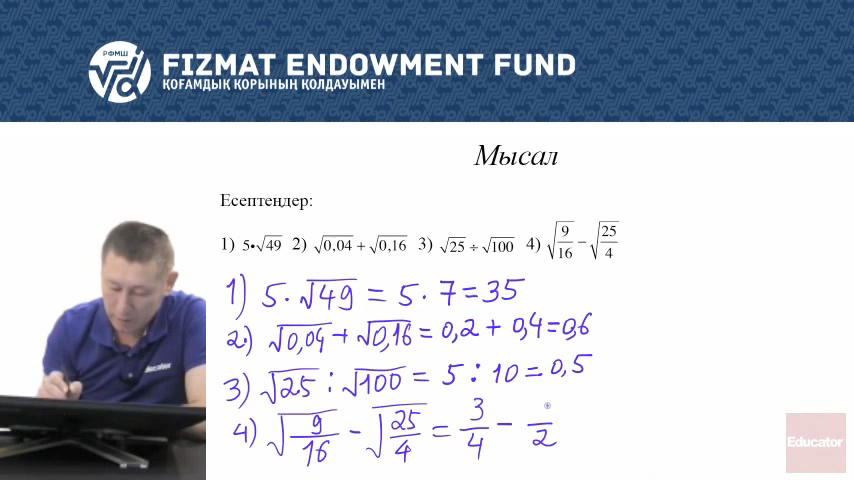 РФМШ
FIZMAT ENDOWMENT FUND
ҚОҒАМДЫҚ ҚОРЫНЫҢ ҚОЛДАУЫМЕН
Мысал
Есептеңдер:
1) 5•√49 2) √0,04 + √0,16 3) √25 ÷ √100 4) √(9/16) − √(25/4)
1) 5 · √49 = 5 · 7 = 35
2) √0,04 + √0,16 = 0,2 + 0,4 = 0,6
3) √25 : √100 = 5 : 10 = 0,5
4) √(9/16) − √(25/4) = 3/4 − /2
Educator